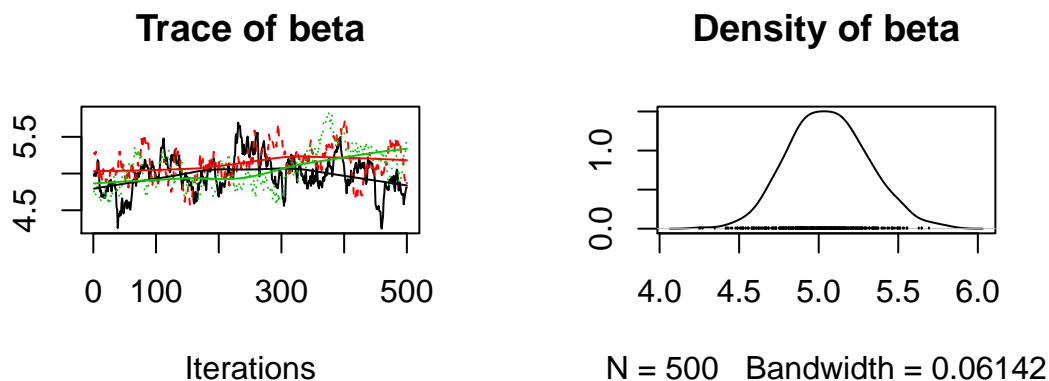 Trace of beta
4.5 5.5
0 100 300 500
Iterations
Density of beta
0.0 1.0
4.0 4.5 5.0 5.5 6.0
N = 500 Bandwidth = 0.06142